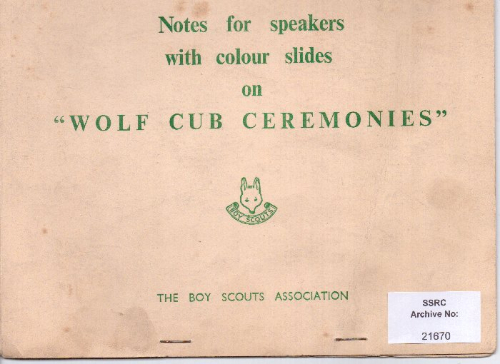 Notes for speakers
with colour slides
on
"WOLF CUB CEREMONIES"
BOY SCOUTS
THE BOY SCOUTS ASSOCIATION
SSRC
Archive No:
21670